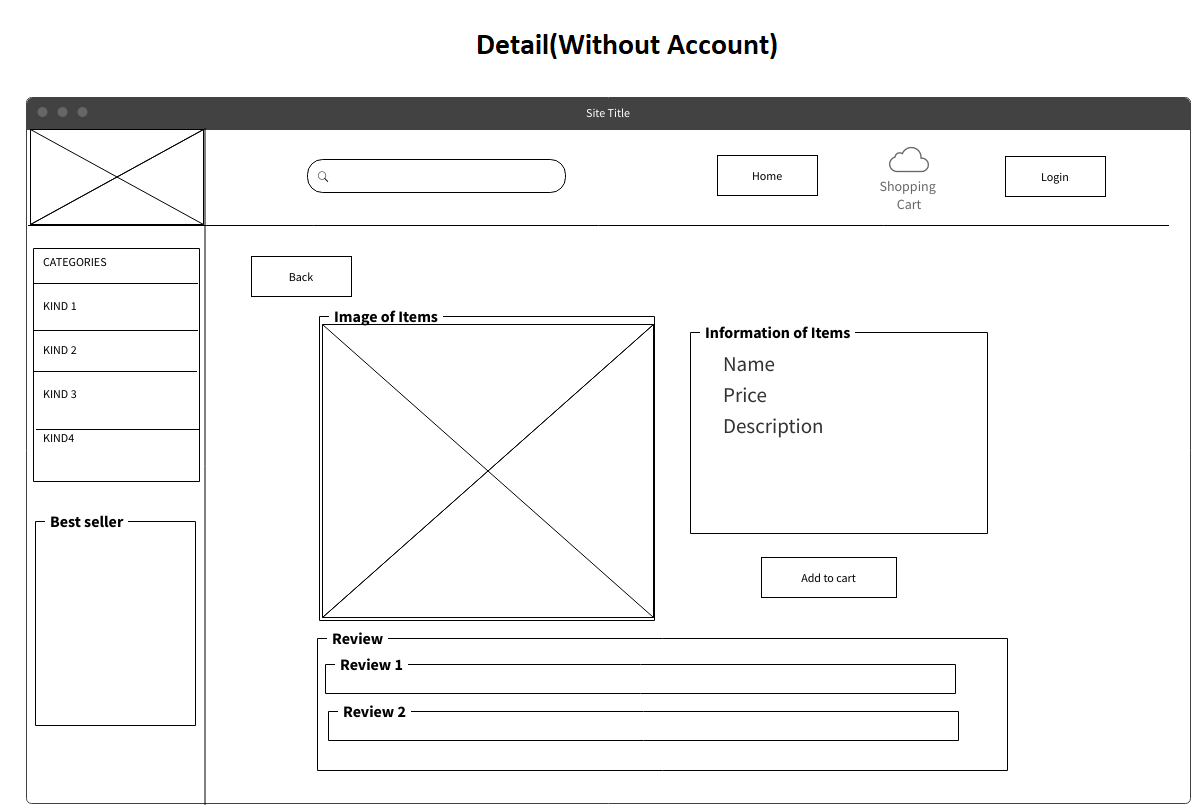 Detail(Without Account)
Site Title
Home
Shopping
Cart
Login
CATEGORIES
KIND 1
KIND 2
KIND 3
KIND4
Best seller
Back
Image of Items
Information of Items
Name
Price
Description
Add to cart
Review
Review 1
Review 2